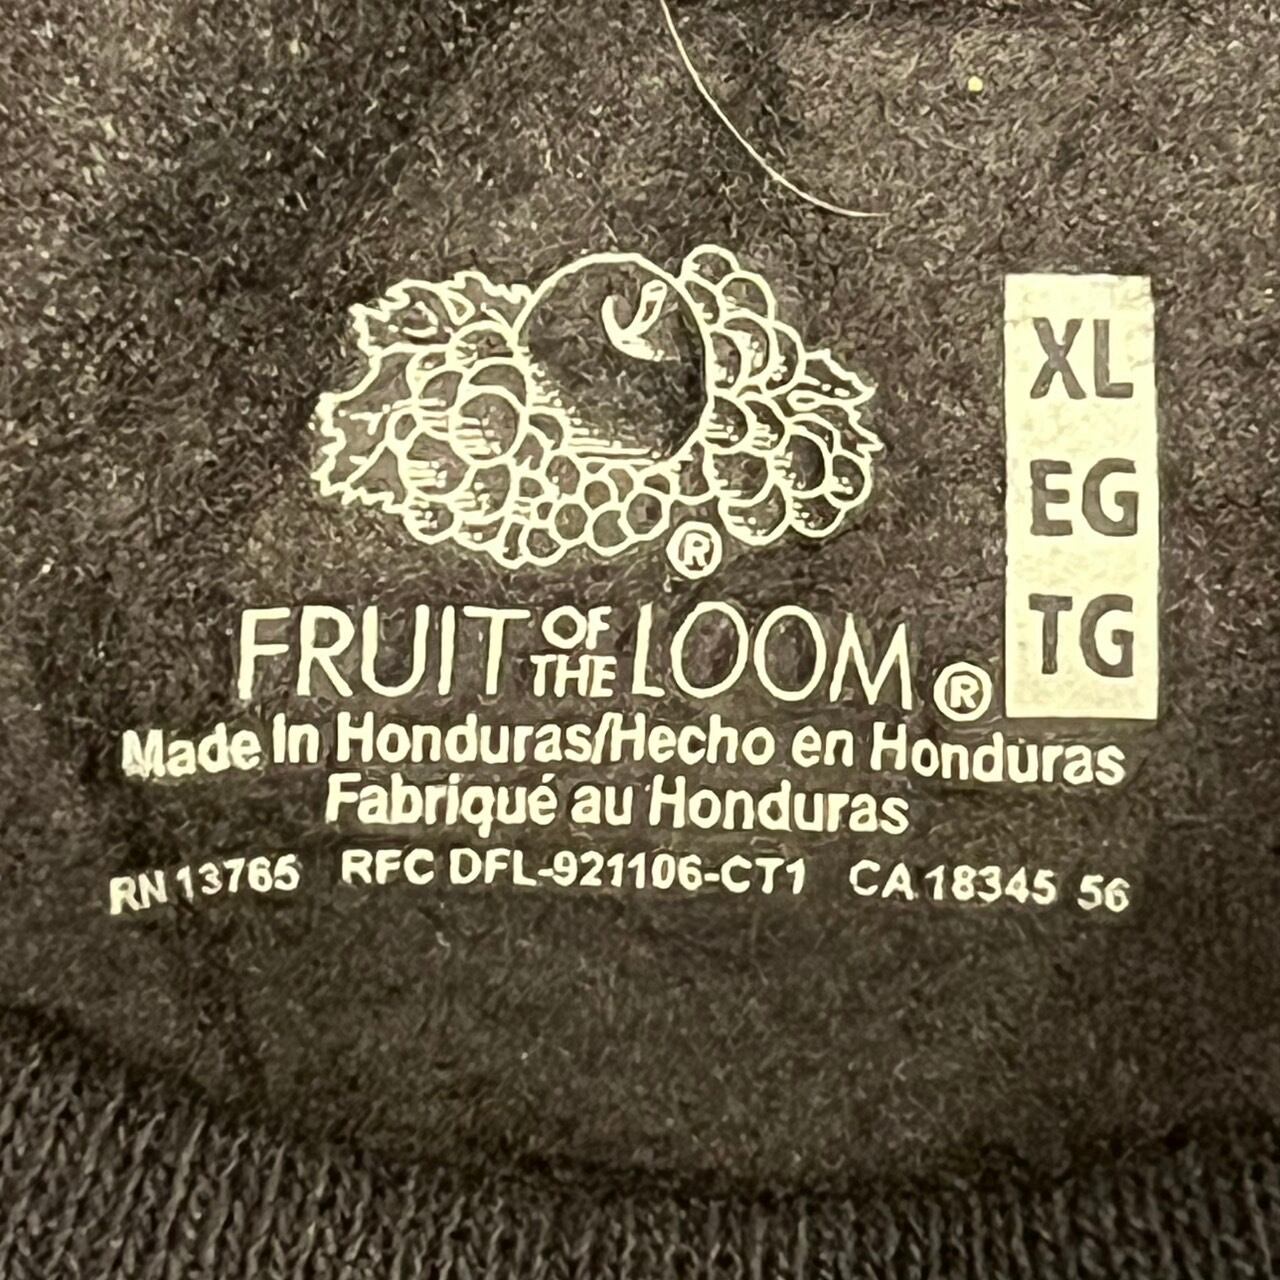 ®
FRUIT OF THE LOOM ®
XL
EG
TG
Made in Honduras/Hecho en Honduras
Fabriqué au Honduras
RN 13765 RFC DFL-921106-CT1 CA 18345 56